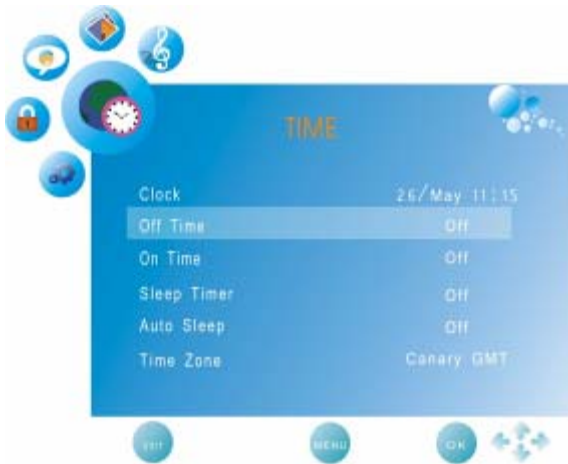 TIME
Clock 26/May 11:15
Off Time Off
On Time Off
Sleep Timer Off
Auto Sleep Off
Time Zone Canary GMT
EXIT MENU OK